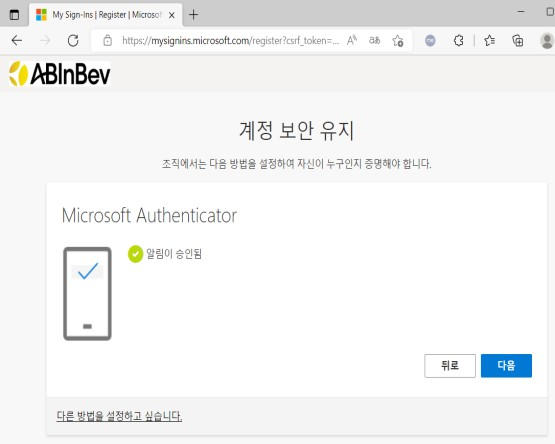 My Sign-Ins | Register | Microsof
https://mysignins.microsoft.com/register?csrf_token=...
ABInBev
계정 보안 유지
조직에서는 다음 방법을 설정하여 자신이 누구인지 증명해야 합니다.
Microsoft Authenticator
알림이 승인됨
뒤로
다음
다른 방법을 설정하고 싶습니다.